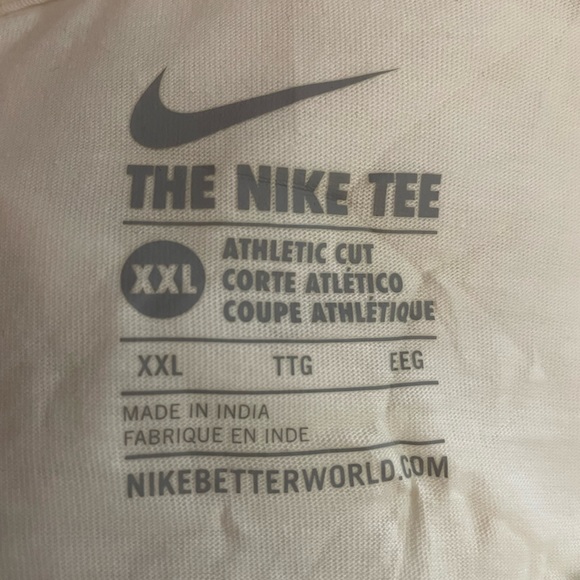 THE NIKE TEE
XXL
ATHLETIC CUT
CORTE ATLÉTICO
COUPE ATHLÉTIQUE
XXL TTG EEG
MADE IN INDIA
FABRIQUE EN INDE
NIKEBETTERWORLD.COM